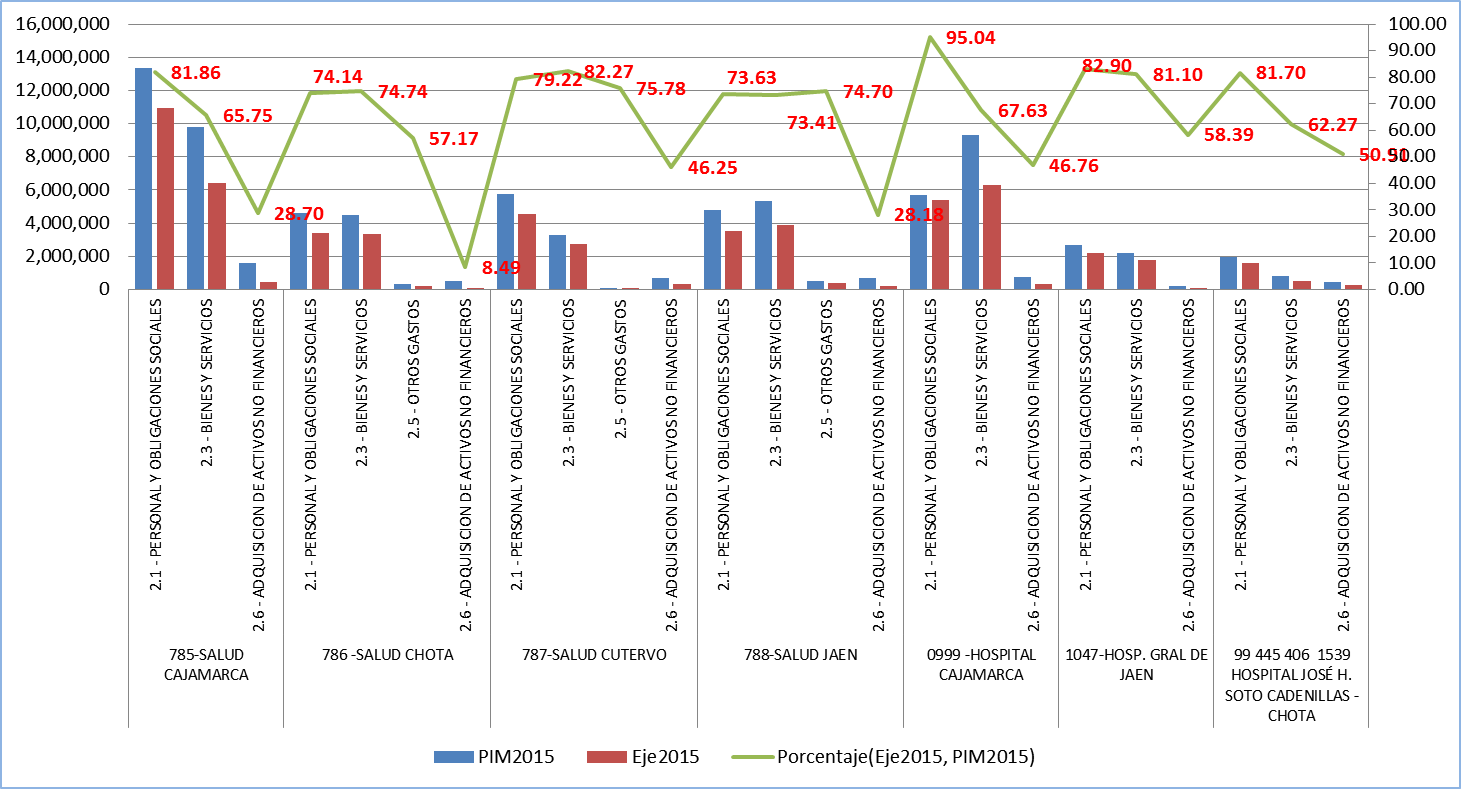 16,000,000
14,000,000
12,000,000
10,000,000
8,000,000
6,000,000
4,000,000
2,000,000
0
100.00
90.00
80.00
70.00
60.00
50.00
40.00
30.00
20.00
10.00
0.00
81.86
65.75
28.70
74.14
74.74
57.17
8.49
79.22
82.27
75.78
46.25
73.63
73.41
74.70
28.18
95.04
67.63
46.76
82.90
81.10
58.39
81.70
62.27
50.91
2.1 - PERSONAL Y OBLIGACIONES SOCIALES
2.3 - BIENES Y SERVICIOS
2.6 - ADQUISICION DE ACTIVOS NO FINANCIEROS
2.1 - PERSONAL Y OBLIGACIONES SOCIALES
2.3 - BIENES Y SERVICIOS
2.5 - OTROS GASTOS
2.6 - ADQUISICION DE ACTIVOS NO FINANCIEROS
2.1 - PERSONAL Y OBLIGACIONES SOCIALES
2.3 - BIENES Y SERVICIOS
2.5 - OTROS GASTOS
2.6 - ADQUISICION DE ACTIVOS NO FINANCIEROS
2.1 - PERSONAL Y OBLIGACIONES SOCIALES
2.3 - BIENES Y SERVICIOS
2.5 - OTROS GASTOS
2.6 - ADQUISICION DE ACTIVOS NO FINANCIEROS
2.1 - PERSONAL Y OBLIGACIONES SOCIALES
2.3 - BIENES Y SERVICIOS
2.6 - ADQUISICION DE ACTIVOS NO FINANCIEROS
2.1 - PERSONAL Y OBLIGACIONES SOCIALES
2.3 - BIENES Y SERVICIOS
2.6 - ADQUISICION DE ACTIVOS NO FINANCIEROS
2.1 - PERSONAL Y OBLIGACIONES SOCIALES
2.3 - BIENES Y SERVICIOS
2.6 - ADQUISICION DE ACTIVOS NO FINANCIEROS
785-SALUD
CAJAMARCA
786 -SALUD CHOTA
787-SALUD CUTERVO
788-SALUD JAEN
0999 -HOSPITAL
CAJAMARCA
1047-HOSP. GRAL DE
JAEN
99 445 406 1539
HOSPITAL JOSÉ H.
SOTO CADENILLAS -
CHOTA
PIM2015
Eje2015
Porcentaje(Eje2015, PIM2015)